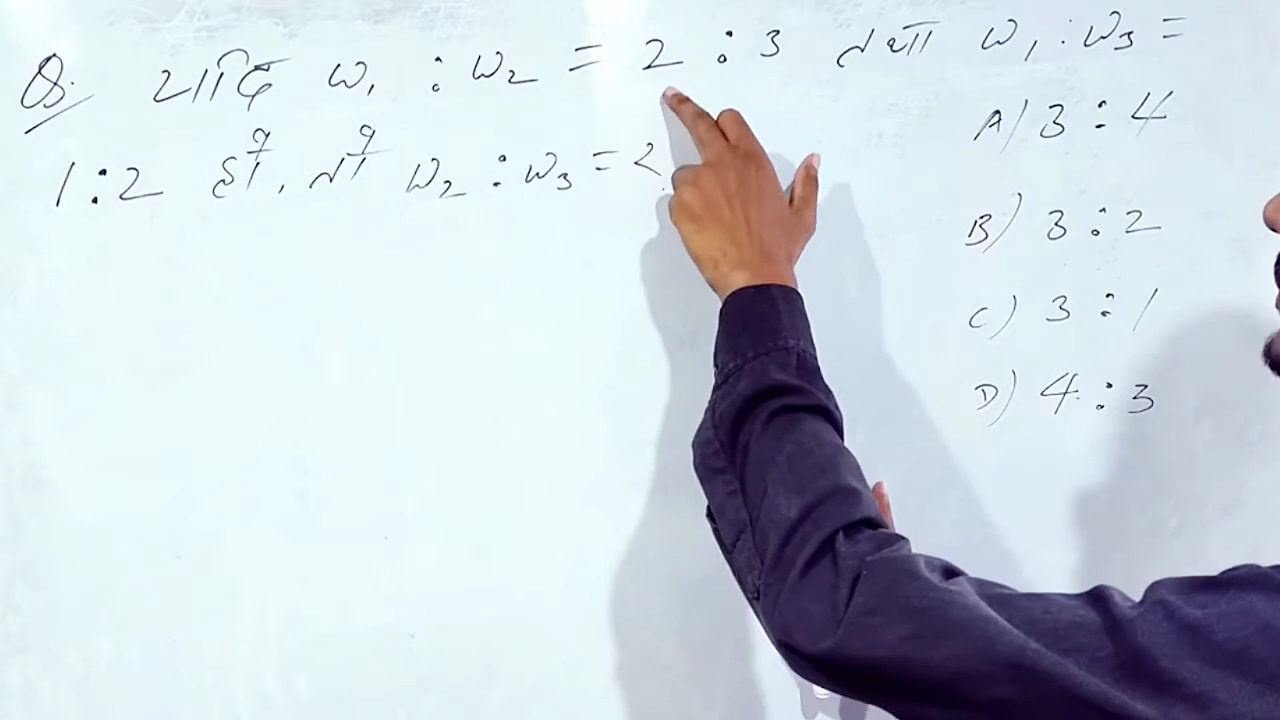 Q. यदि w₁ : w₂ = 2 : 3 तथा w₁ : w₃ =
1 : 2 हो, तो w₂ : w₃ = ?
A) 3 : 4
B) 3 : 2
C) 3 : 1
D) 4 : 3